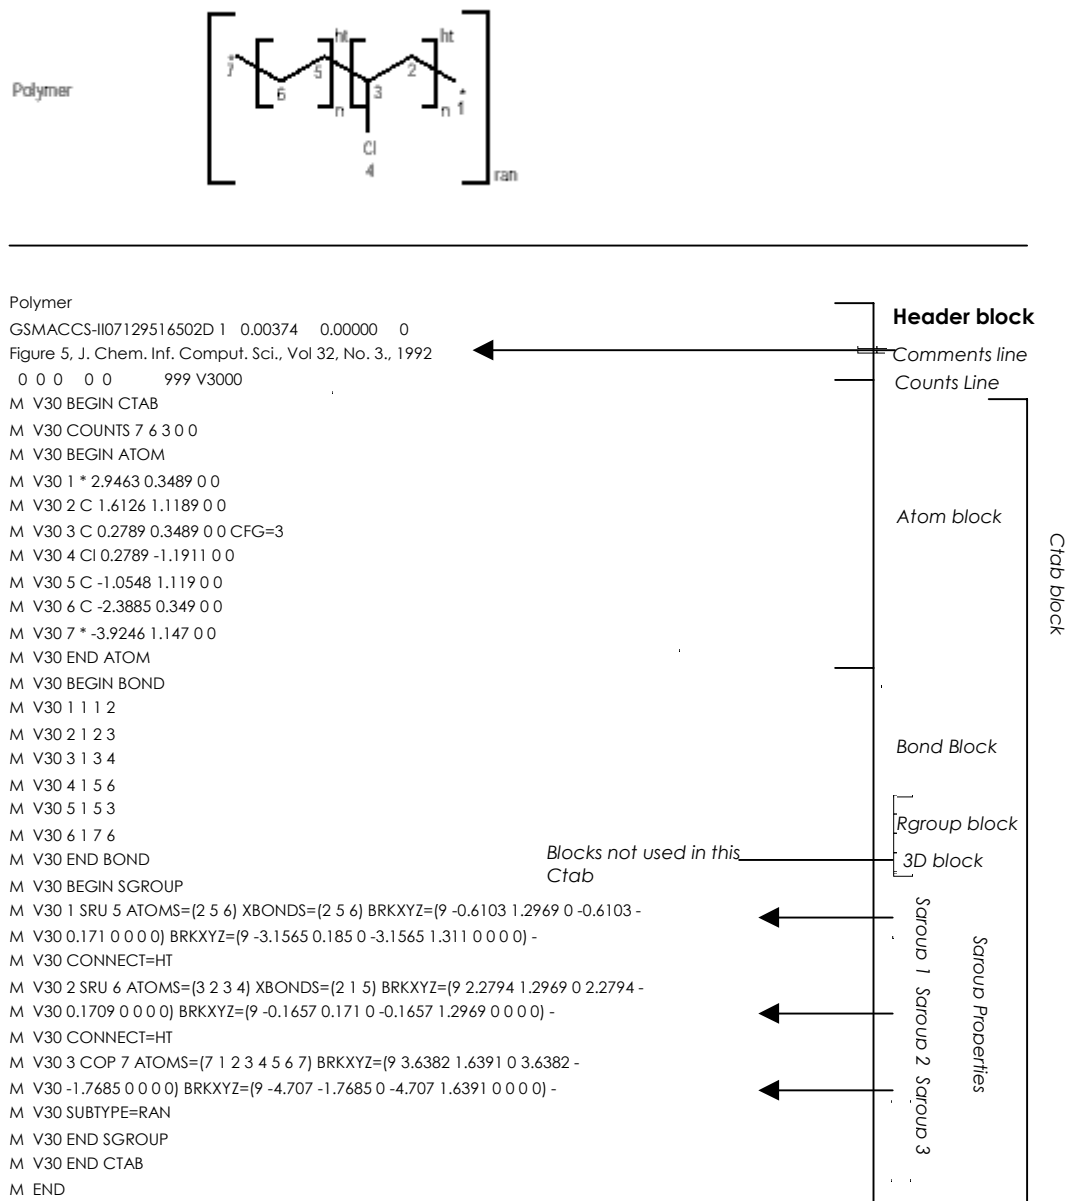 ht
ht
7
5
2
Polymer
6
3
*
n
n 1
Cl
4
ran
Polymer
GSMACCS-II07129516502D 1 0.00374 0.00000 0
Header block
Figure 5, J. Chem. Inf. Comput. Sci., Vol 32, No. 3., 1992
Comments line
0 0 0 0 0 999 V3000
Counts Line
M V30 BEGIN CTAB
M V30 COUNTS 7 6 3 0 0
M V30 BEGIN ATOM
M V30 1 * 2.9463 0.3489 0 0
M V30 2 C 1.6126 1.1189 0 0
M V30 3 C 0.2789 0.3489 0 0 CFG=3
Atom block
M V30 4 Cl 0.2789 -1.1911 0 0
M V30 5 C -1.0548 1.119 0 0
M V30 6 C -2.3885 0.349 0 0
M V30 7 * -3.9246 1.147 0 0
M V30 END ATOM
M V30 BEGIN BOND
M V30 1 1 1 2
M V30 2 1 2 3
Bond Block
M V30 3 1 3 4
M V30 4 1 5 6
M V30 5 1 5 3
Rgroup block
M V30 6 1 7 6
M V30 END BOND
Blocks not used in this
Ctab
3D block
M V30 BEGIN SGROUP
M V30 1 SRU 5 ATOMS=(2 5 6) XBONDS=(2 5 6) BRKXYZ=(9 -0.6103 1.2969 0 -0.6103 -
M V30 0.171 0 0 0 0) BRKXYZ=(9 -3.1565 0.185 0 -3.1565 1.311 0 0 0 0) -
M V30 CONNECT=HT
M V30 2 SRU 6 ATOMS=(3 2 3 4) XBONDS=(2 1 5) BRKXYZ=(9 2.2794 1.2969 0 2.2794 -
M V30 0.1709 0 0 0 0) BRKXYZ=(9 -0.1657 0.171 0 -0.1657 1.2969 0 0 0 0) -
M V30 CONNECT=HT
M V30 3 COP 7 ATOMS=(7 1 2 3 4 5 6 7) BRKXYZ=(9 3.6382 1.6391 0 3.6382 -
M V30 -1.7685 0 0 0 0) BRKXYZ=(9 -4.707 -1.7685 0 -4.707 1.6391 0 0 0 0) -
M V30 SUBTYPE=RAN
M V30 END SGROUP
M V30 END CTAB
M END
Sgroup 1 Sgroup 2 Sgroup 3
Sgroup Properties
Ctab block